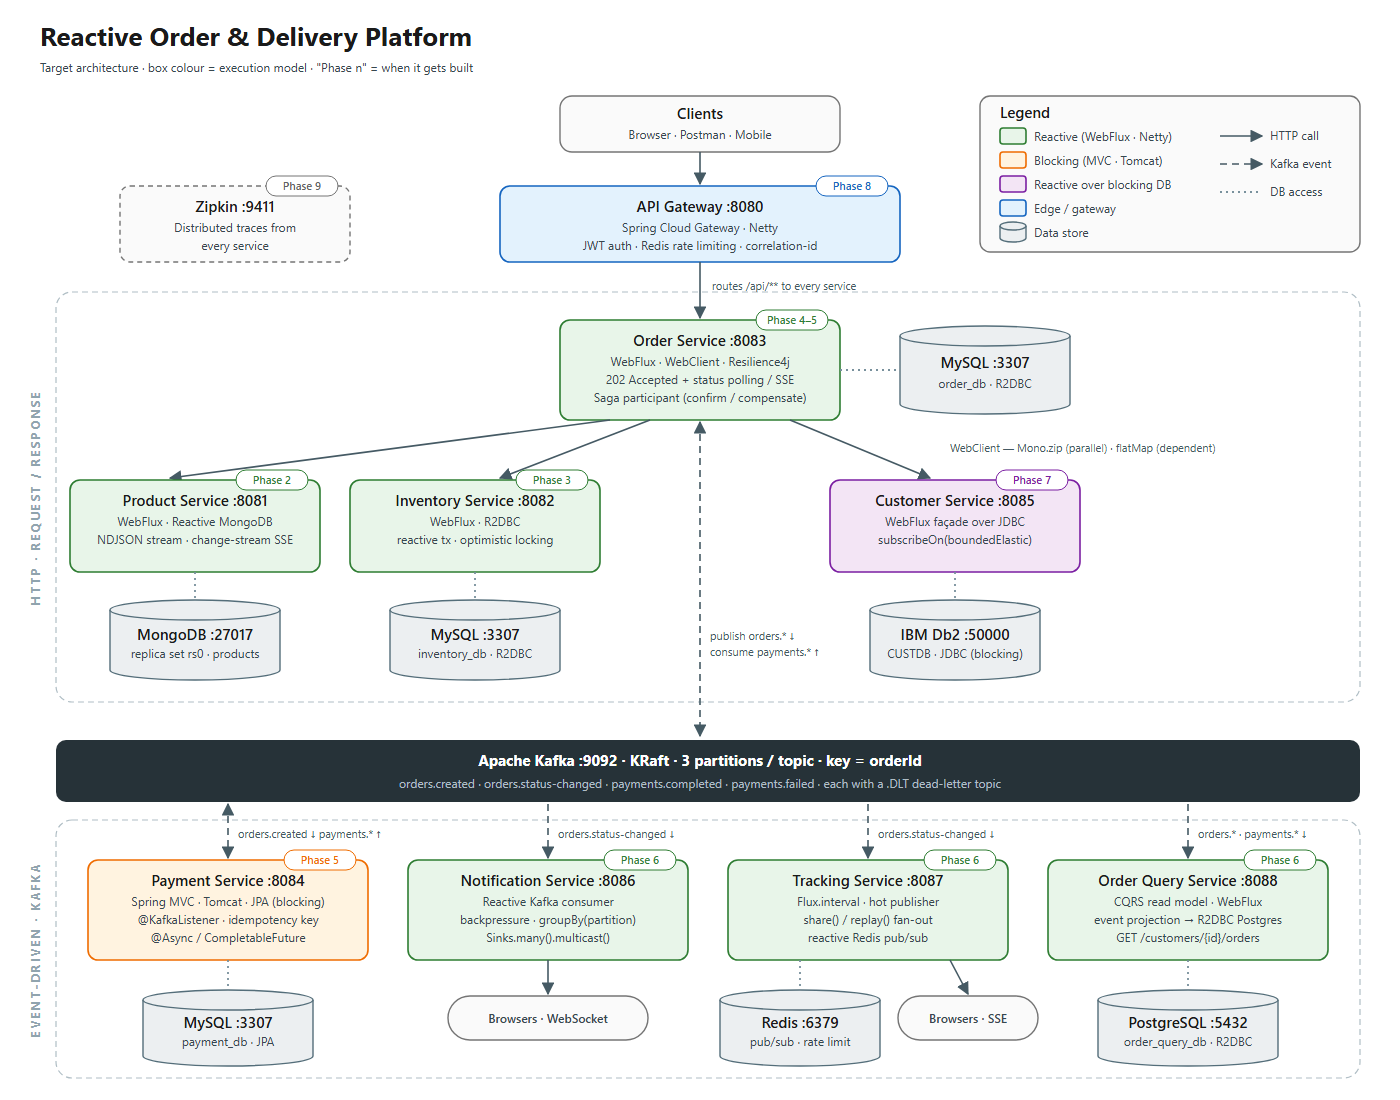 Reactive Order & Delivery Platform
Target architecture · box colour = execution model · "Phase n" = when it gets built
Clients
Browser · Postman · Mobile
Legend
Reactive (WebFlux · Netty)
Blocking (MVC · Tomcat)
Reactive over blocking DB
Edge / gateway
Data store
HTTP call
Kafka event
DB access
Phase 9
Zipkin :9411
Distributed traces from
every service
Phase 8
API Gateway :8080
Spring Cloud Gateway · Netty
JWT auth · Redis rate limiting · correlation-id
routes /api/** to every service
HTTP · REQUEST / RESPONSE
Phase 4–5
Order Service :8083
WebFlux · WebClient · Resilience4j
202 Accepted + status polling / SSE
Saga participant (confirm / compensate)
MySQL :3307
order_db · R2DBC
WebClient — Mono.zip (parallel) · flatMap (dependent)
Phase 2
Product Service :8081
WebFlux · Reactive MongoDB
NDJSON stream · change-stream SSE
Phase 3
Inventory Service :8082
WebFlux · R2DBC
reactive tx · optimistic locking
Phase 7
Customer Service :8085
WebFlux façade over JDBC
subscribeOn(boundedElastic)
MongoDB :27017
replica set rs0 · products
MySQL :3307
inventory_db · R2DBC
publish orders.* ↓
consume payments.* ↑
IBM Db2 :50000
CUSTDB · JDBC (blocking)
Apache Kafka :9092 · KRaft · 3 partitions / topic · key = orderId
orders.created · orders.status-changed · payments.completed · payments.failed · each with a .DLT dead-letter topic
EVENT-DRIVEN · KAFKA
orders.created ↓ payments.* ↑
orders.status-changed ↓
orders.status-changed ↓
orders.* · payments.* ↓
Phase 5
Payment Service :8084
Spring MVC · Tomcat · JPA (blocking)
@KafkaListener · idempotency key
@Async / CompletableFuture
Phase 6
Notification Service :8086
Reactive Kafka consumer
backpressure · groupBy(partition)
Sinks.many().multicast()
Phase 6
Tracking Service :8087
Flux.interval · hot publisher
share() / replay() fan-out
reactive Redis pub/sub
Phase 6
Order Query Service :8088
CQRS read model · WebFlux
event projection → R2DBC Postgres
GET /customers/{id}/orders
MySQL :3307
payment_db · JPA
Browsers · WebSocket
Redis :6379
pub/sub · rate limit
Browsers · SSE
PostgreSQL :5432
order_query_db · R2DBC